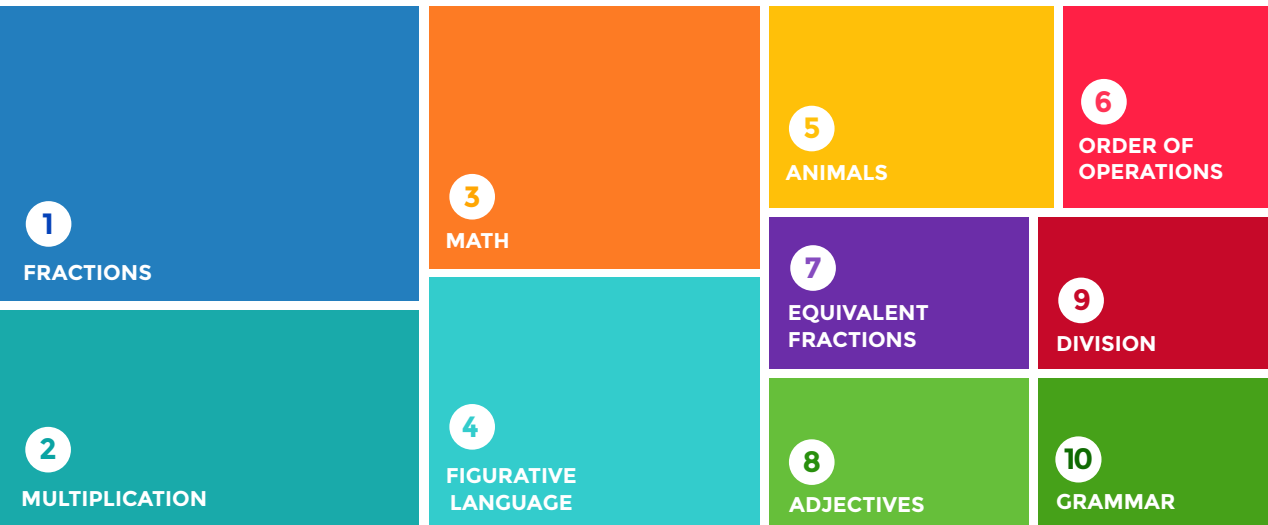 1
FRACTIONS
2
MULTIPLICATION
3
MATH
4
FIGURATIVE
LANGUAGE
5
ANIMALS
6
ORDER OF
OPERATIONS
7
EQUIVALENT
FRACTIONS
8
ADJECTIVES
9
DIVISION
10
GRAMMAR